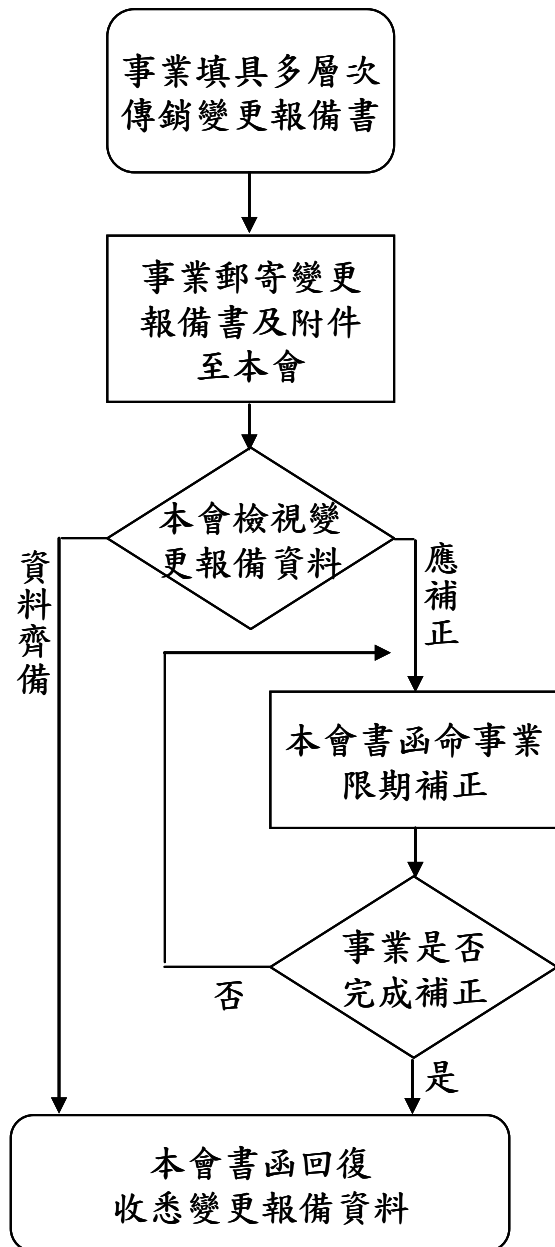 事業填具多層次
傳銷變更報備書
事業郵寄變更
報備書及附件
至本會
本會檢視變
更報備資料
資料齊備
應補正
本會書函命事業
限期補正
事業是否
完成補正
否
是
本會書函回復
收悉變更報備資料